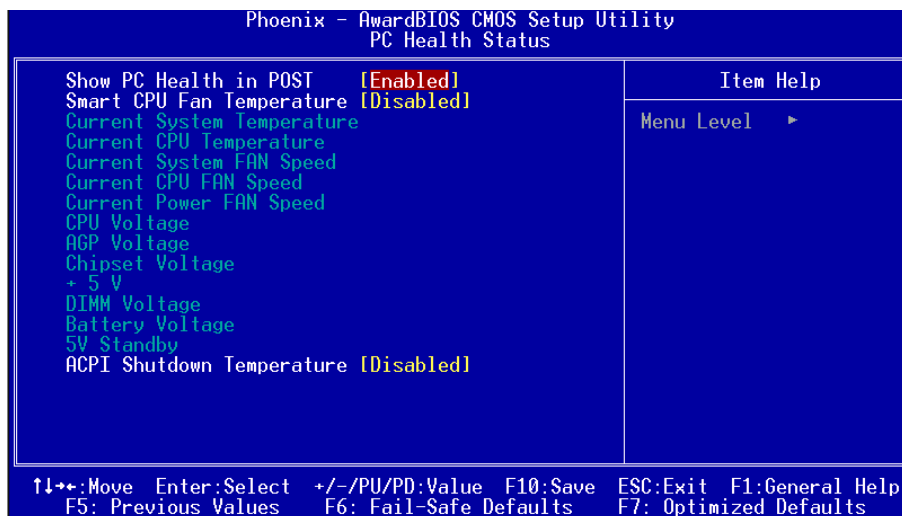 Phoenix - AwardBIOS CMOS Setup Utility
PC Health Status
Show PC Health in POST [Enabled]
Smart CPU Fan Temperature [Disabled]
Current System Temperature
Current CPU Temperature
Current System FAN Speed
Current CPU FAN Speed
Current Power FAN Speed
CPU Voltage
AGP Voltage
Chipset Voltage
+ 5 V
DIMM Voltage
Battery Voltage
5V Standby
ACPI Shutdown Temperature [Disabled]
Item Help
Menu Level ►
↑↓→←:Move Enter:Select +/-/PU/PD:Value F10:Save ESC:Exit F1:General Help
F5: Previous Values F6: Fail-Safe Defaults F7: Optimized Defaults